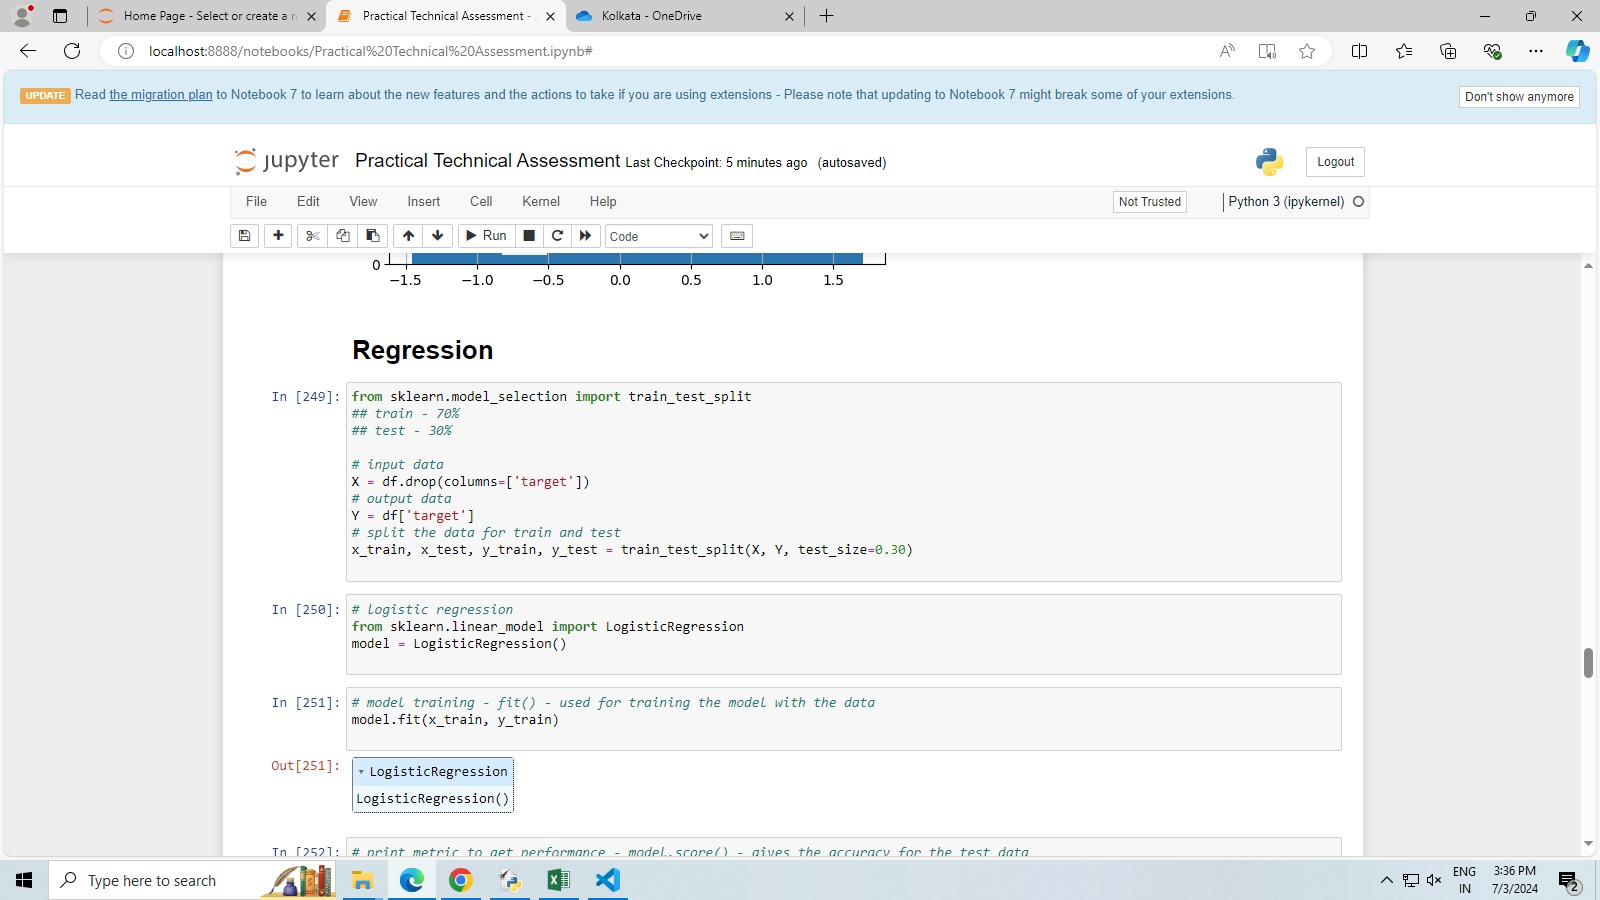 Home Page - Select or create a n
Practical Technical Assessment -
Kolkata - OneDrive
localhost:8888/notebooks/Practical%20Technical%20Assessment.ipynb#
UPDATE Read the migration plan to Notebook 7 to learn about the new features and the actions to take if you are using extensions - Please note that updating to Notebook 7 might break some of your extensions.
Don't show anymore
jupyter Practical Technical Assessment Last Checkpoint: 5 minutes ago (autosaved)
Logout
File Edit View Insert Cell Kernel Help
Not Trusted
Python 3 (ipykernel)
Run
Code
0
−1.5 −1.0 −0.5 0.0 0.5 1.0 1.5
Regression
In [249]: from sklearn.model_selection import train_test_split
## train - 70%
## test - 30%
# input data
X = df.drop(columns=['target'])
# output data
Y = df['target']
# split the data for train and test
x_train, x_test, y_train, y_test = train_test_split(X, Y, test_size=0.30)
In [250]: # logistic regression
from sklearn.linear_model import LogisticRegression
model = LogisticRegression()
In [251]: # model training - fit() - used for training the model with the data
model.fit(x_train, y_train)
Out[251]: LogisticRegression
LogisticRegression()
In [252]: # print metric to get performance - model.score() - gives the accuracy for the test data
Type here to search
ENG
IN
3:36 PM
7/3/2024
2